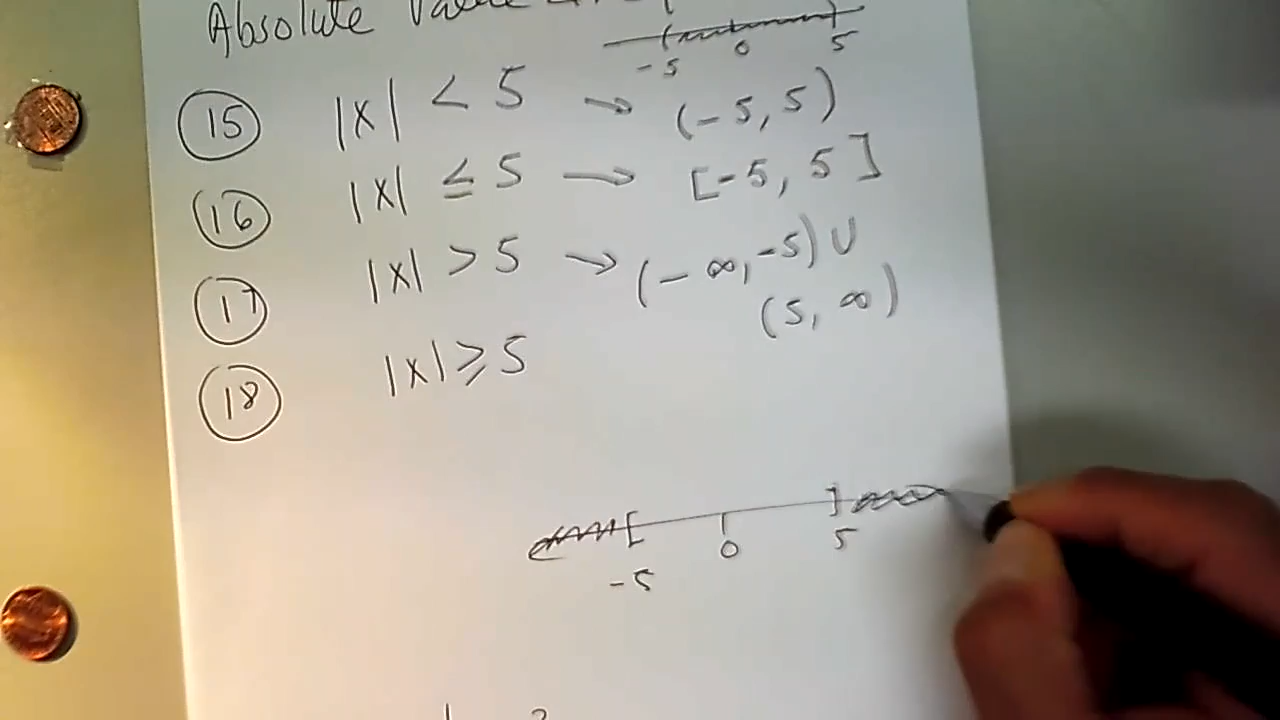 Absolute Value
-5 0 5
(15) |x| < 5 → (-5, 5)
(16) |x| ≤ 5 → [-5, 5]
(17) |x| > 5 → (-∞, -5) ∪
(5, ∞)
(18) |x| ≥ 5
[ ]
-5 0 5